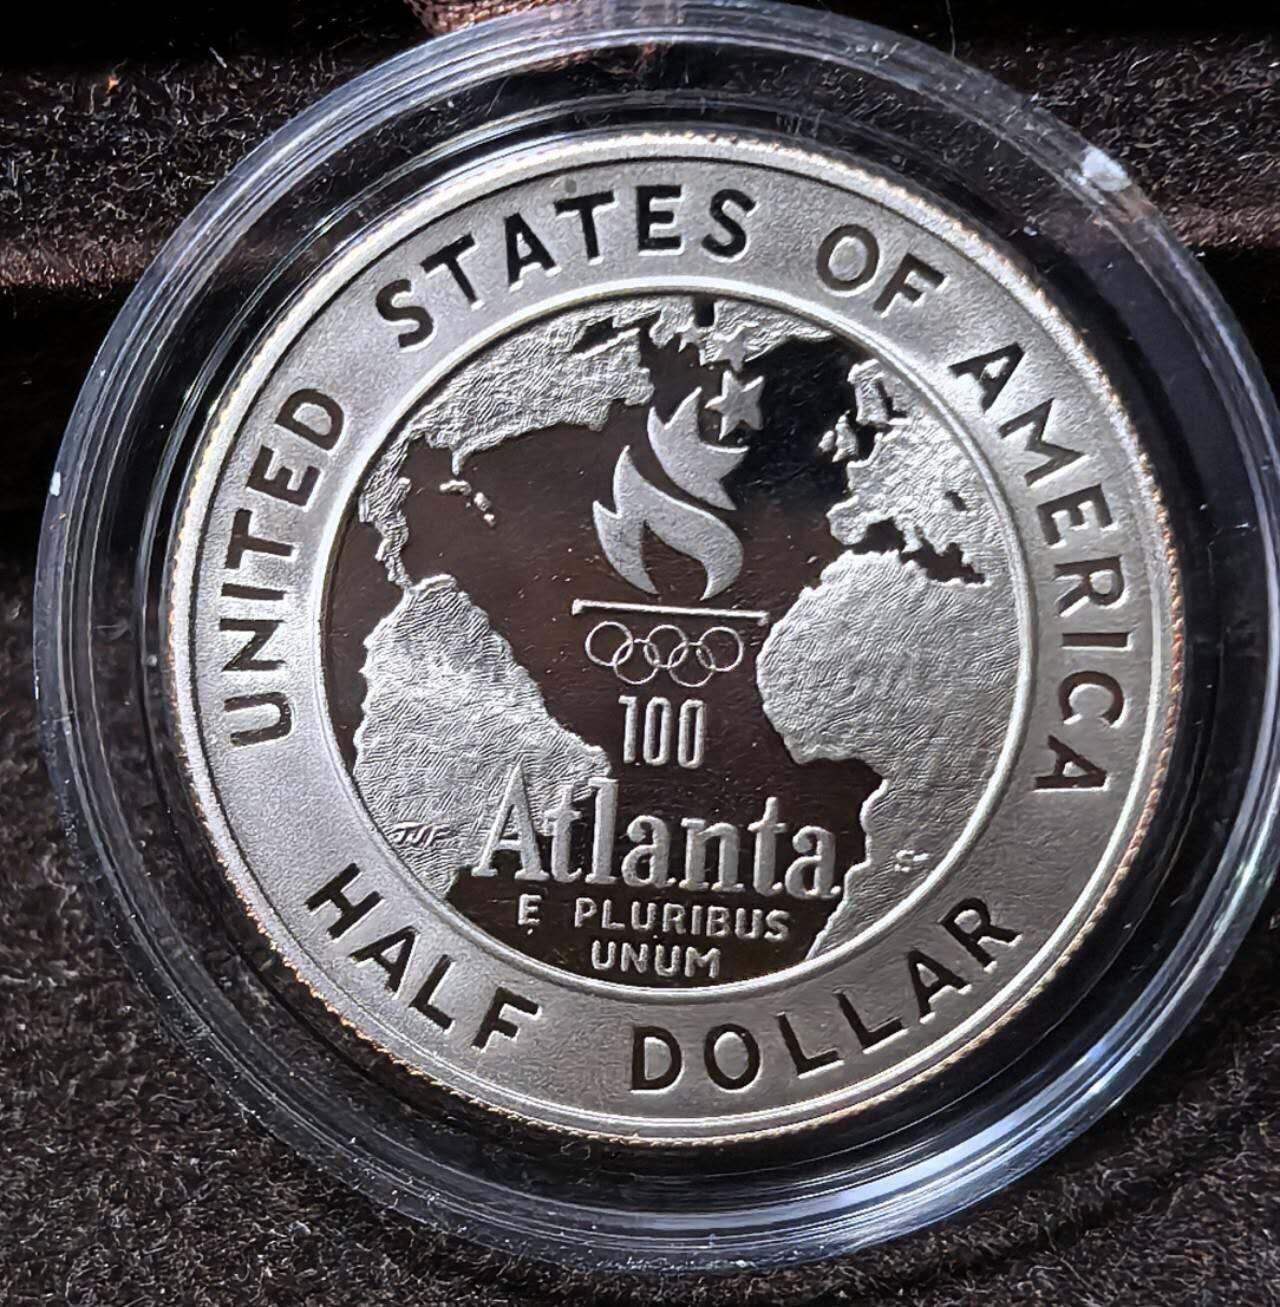 UNITED STATES OF AMERICA
100
Atlanta
E PLURIBUS
UNUM
HALF DOLLAR